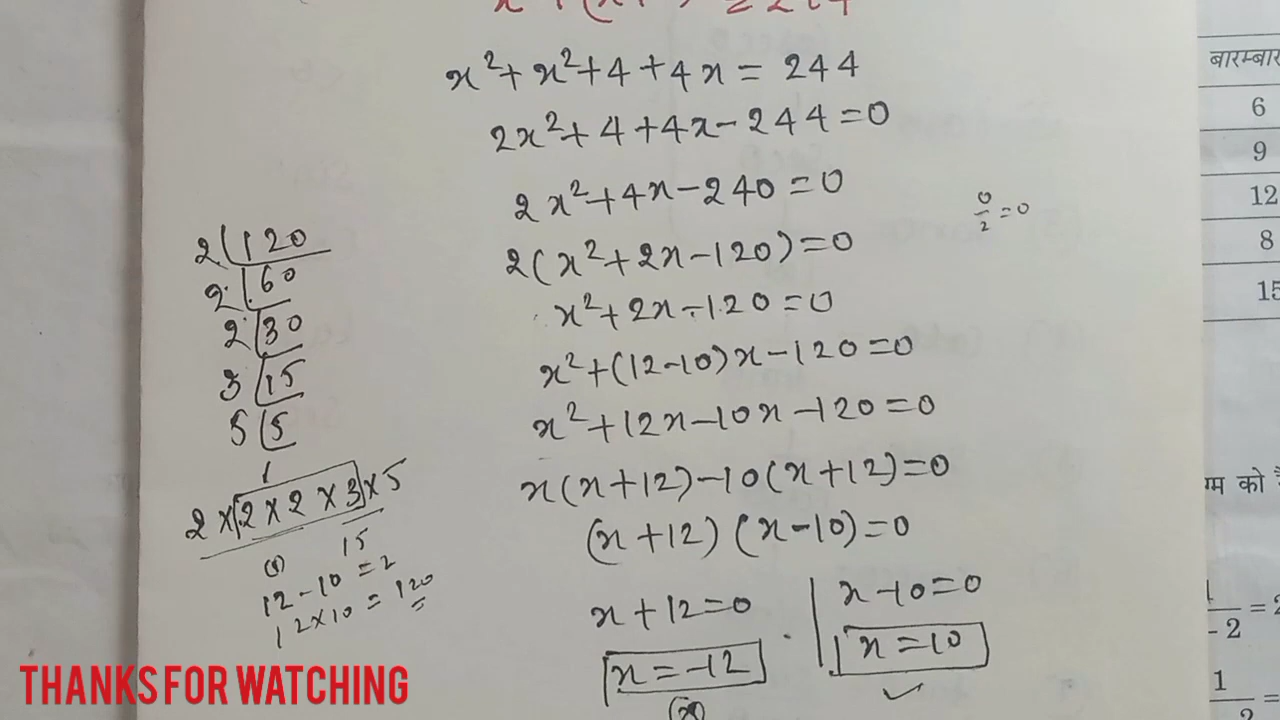 x²+x²+4+4x=244
2x²+4+4x-244=0
2x²+4x-240=0
0/2=0
2(x²+2x-120)=0
x²+2x-120=0
x²+(12-10)x-120=0
x²+12x-10x-120=0
x(x+12)-10(x+12)=0
(x+12)(x-10)=0
x+12=0 | x-10=0
x=-12 | x=10
2|120
2|60
2|30
3|15
5|5
1
2×2×2×3×5
15
12-10=2
12×10=120
THANKS FOR WATCHING
6
9
12
8
15
को
1
-2
1